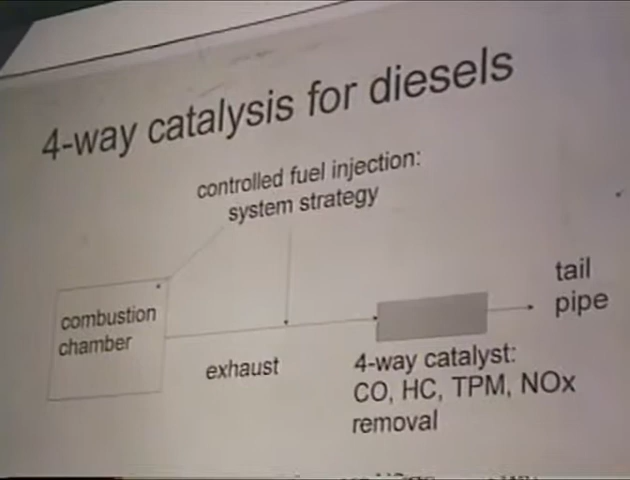 4-way catalysis for diesels
controlled fuel injection:
system strategy
tail
pipe
combustion
chamber
exhaust
4-way catalyst:
CO, HC, TPM, NOx
removal